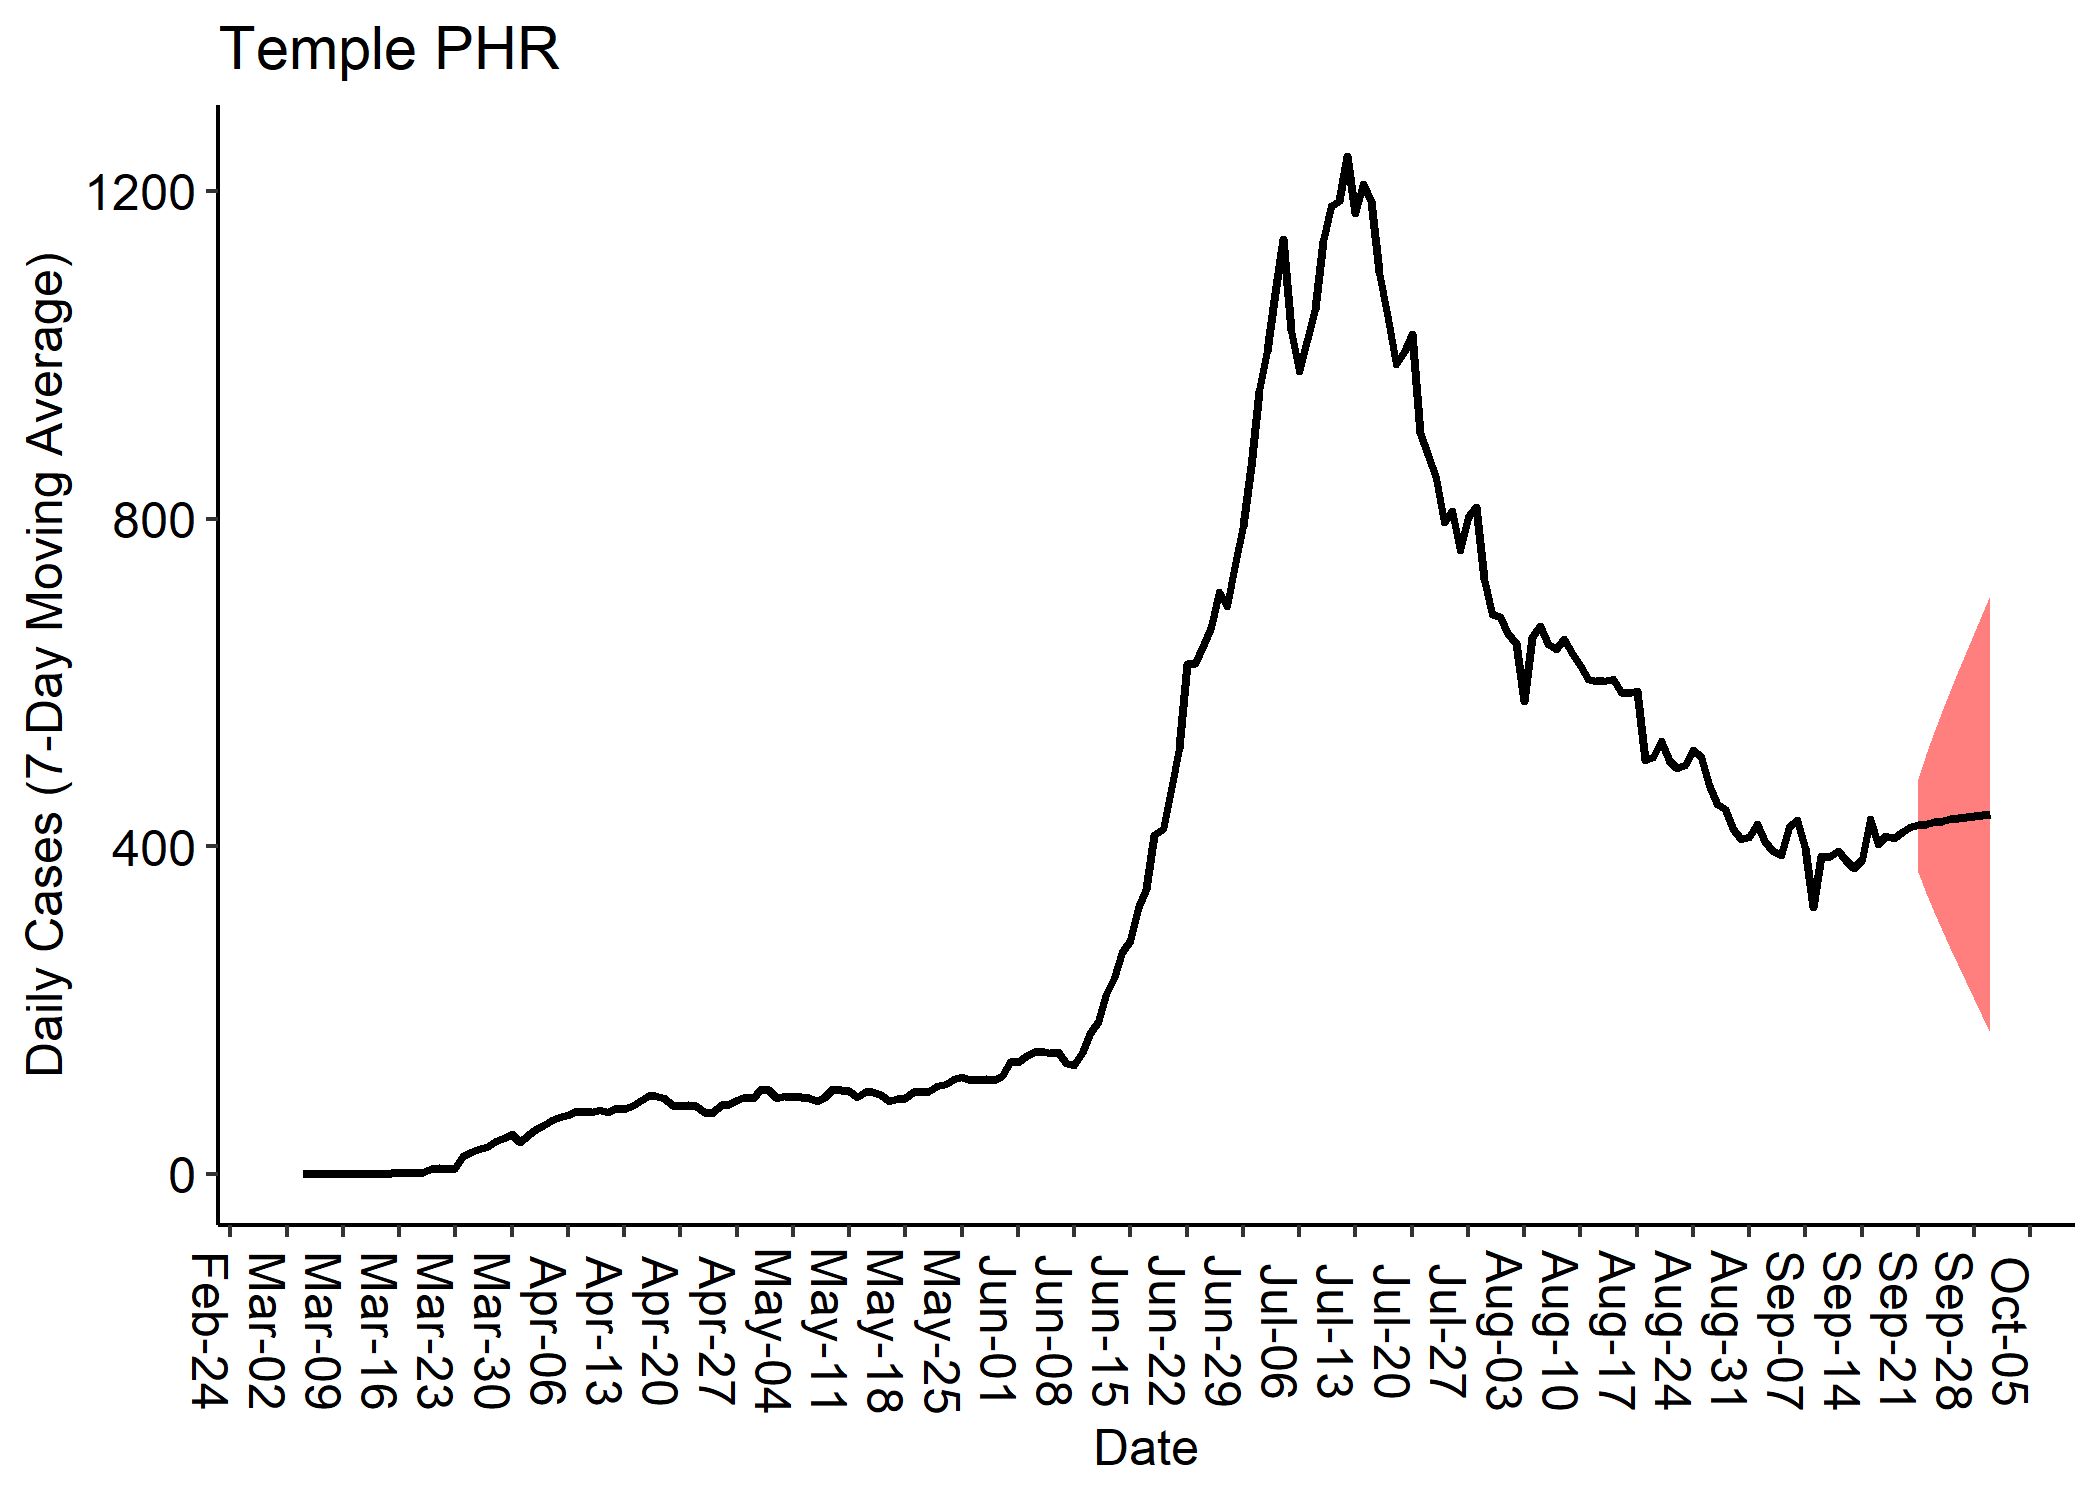 Temple PHR
Daily Cases (7-Day Moving Average)
1200
800
400
0
Feb-24
Mar-02
Mar-09
Mar-16
Mar-23
Mar-30
Apr-06
Apr-13
Apr-20
Apr-27
May-04
May-11
May-18
May-25
Jun-01
Jun-08
Jun-15
Jun-22
Jun-29
Jul-06
Jul-13
Jul-20
Jul-27
Aug-03
Aug-10
Aug-17
Aug-24
Aug-31
Sep-07
Sep-14
Sep-21
Sep-28
Oct-05
Date